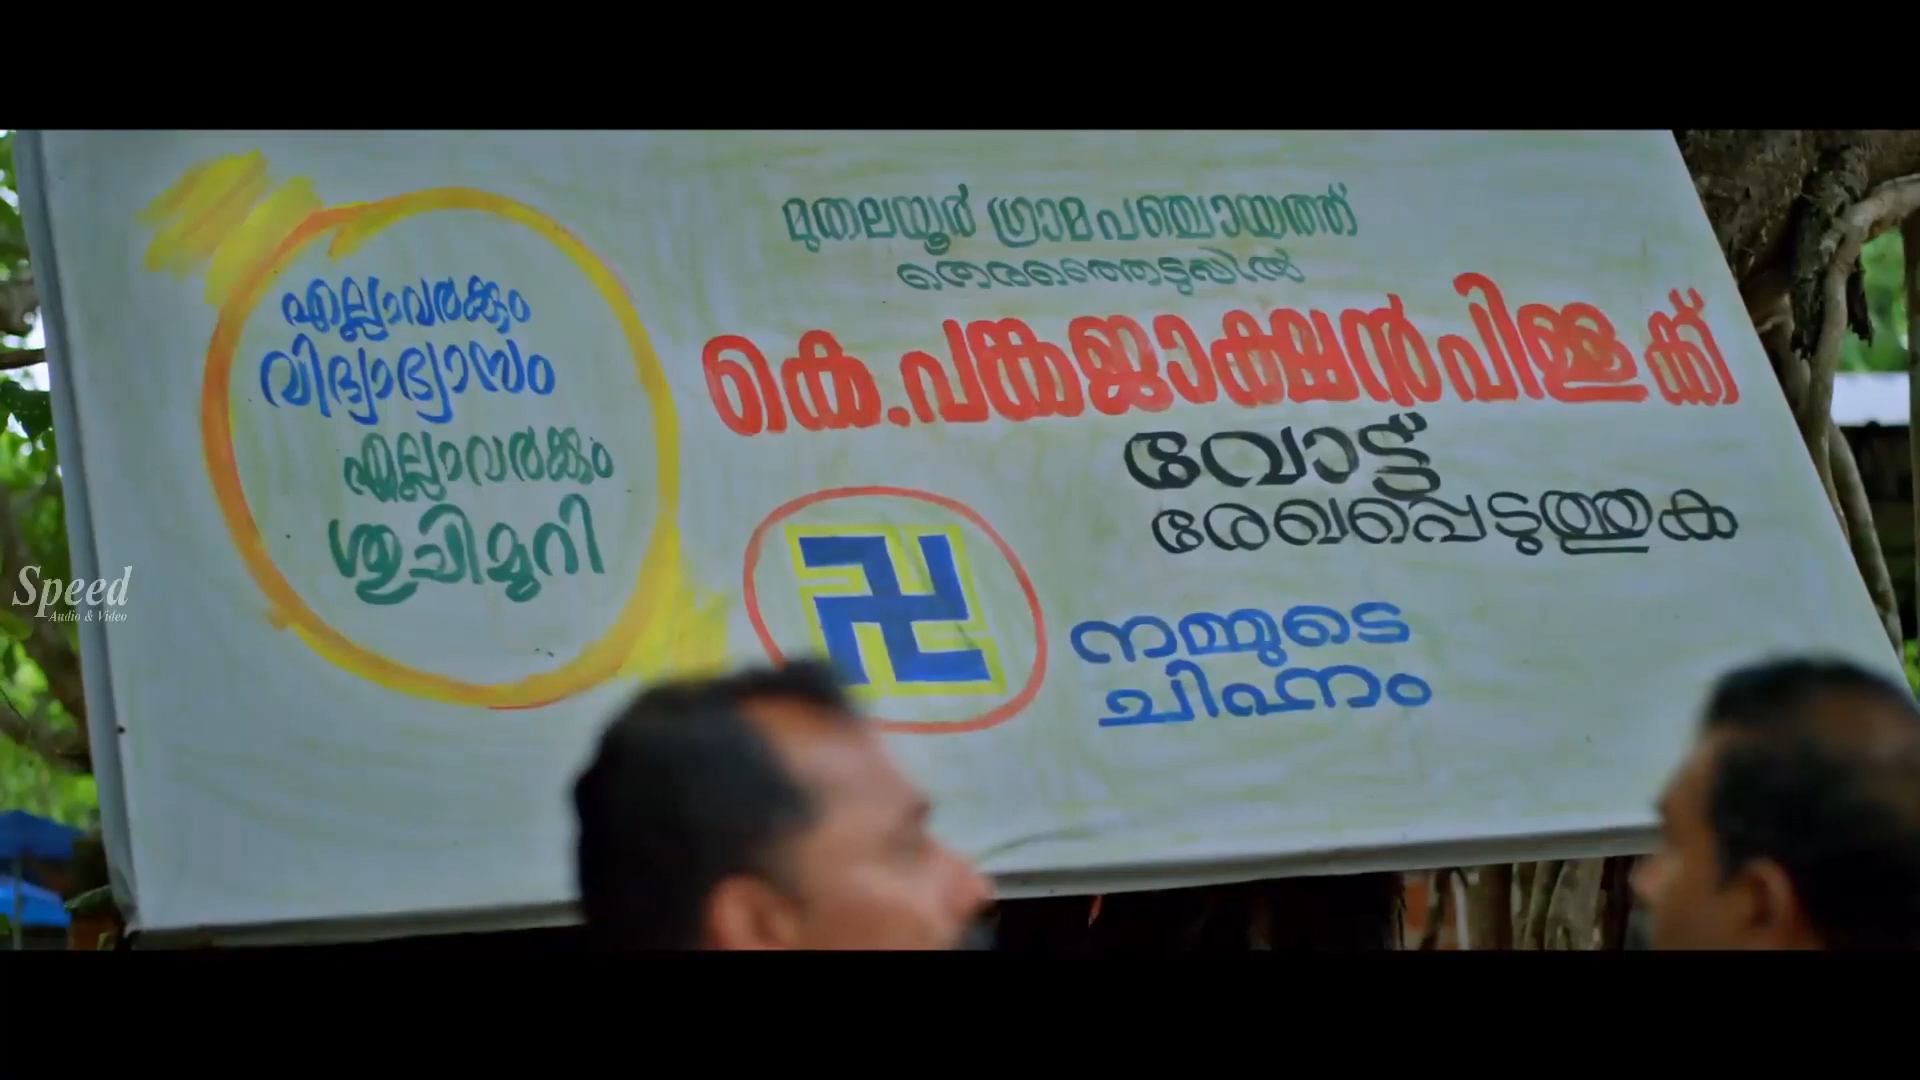 എല്ലാവർക്കും
വിദ്യാഭ്യാസം
എല്ലാവർക്കും
ശുചിമുറി
മുതലയൂർ ഗ്രാമപഞ്ചായത്ത്
തെരഞ്ഞെടുപ്പിൽ
കെ.പങ്കജാക്ഷൻപിള്ളക്ക്
വോട്ട്
രേഖപ്പെടുത്തുക
നമ്മുടെ
ചിഹ്നം
Speed
Audio & Video